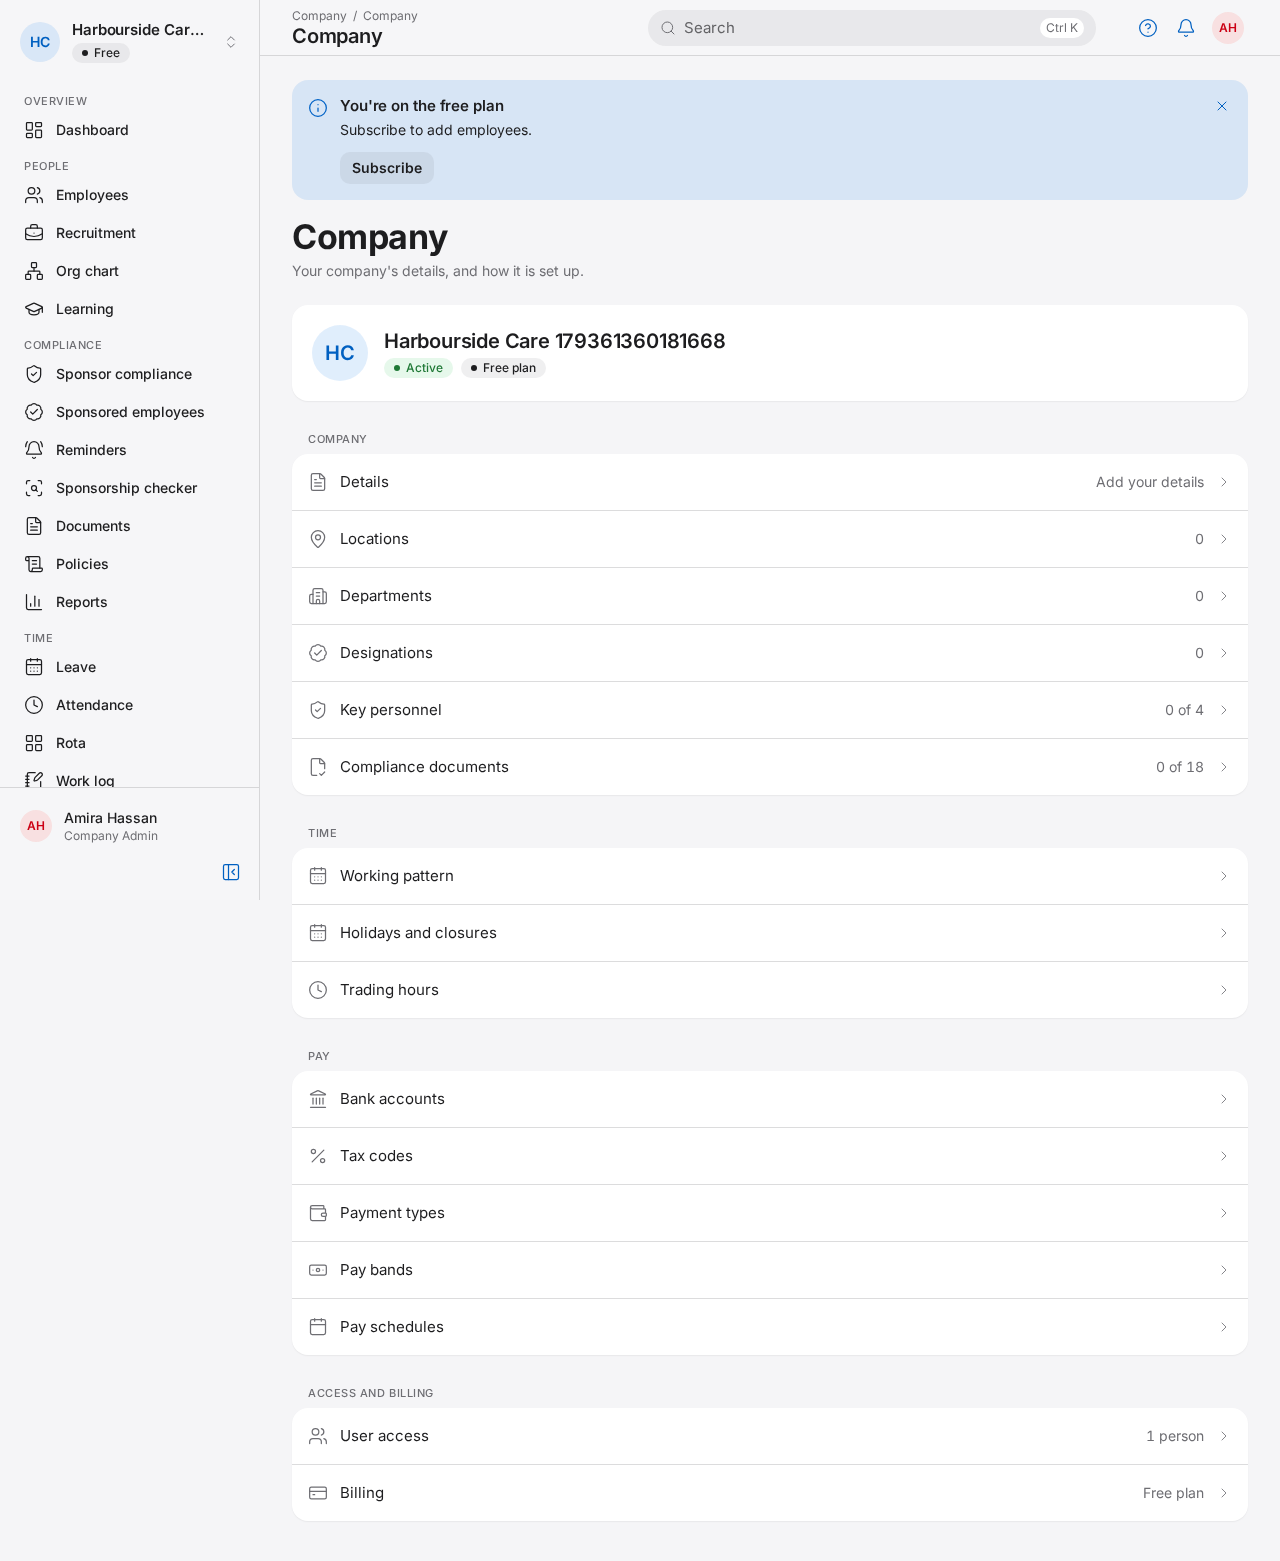 HC
Harbourside Car...
Free
OVERVIEW
Dashboard
PEOPLE
Employees
Recruitment
Org chart
Learning
COMPLIANCE
Sponsor compliance
Sponsored employees
Reminders
Sponsorship checker
Documents
Policies
Reports
TIME
Leave
Attendance
Rota
Work log
AH
Amira Hassan
Company Admin
Company / Company
Company
Search
Ctrl K
AH
You're on the free plan
Subscribe to add employees.
Subscribe
Company
Your company's details, and how it is set up.
HC
Harbourside Care 179361360181668
Active
Free plan
COMPANY
Details
Add your details
Locations
0
Departments
0
Designations
0
Key personnel
0 of 4
Compliance documents
0 of 18
TIME
Working pattern
Holidays and closures
Trading hours
PAY
Bank accounts
Tax codes
Payment types
Pay bands
Pay schedules
ACCESS AND BILLING
User access
1 person
Billing
Free plan